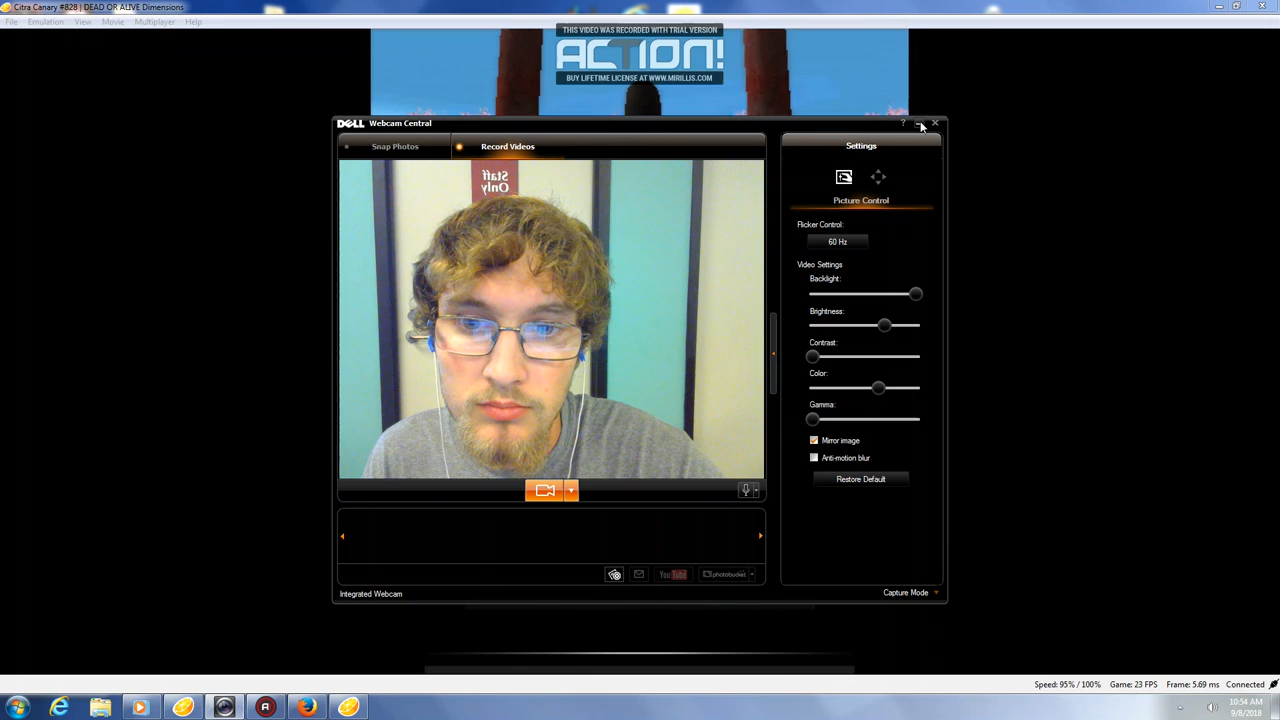 Citra Canary #828 | DEAD OR ALIVE Dimensions
File Emulation View Movie Multiplayer Help
THIS VIDEO WAS RECORDED WITH TRIAL VERSION
ACTION!
BUY LIFETIME LICENSE AT WWW.MIRILLIS.COM
DELL Webcam Central
?
Snap Photos Record Videos
Settings
Staff
Only
Picture Control
Flicker Control:
60 Hz
Video Settings
Backlight:
Brightness:
Contrast:
Color:
Gamma:
Mirror image
Anti-motion blur
Restore Default
YouTube photobucket
Integrated Webcam
Capture Mode
Speed: 95% / 100% Game: 23 FPS Frame: 5.69 ms Connected
10:54 AM
9/8/2018